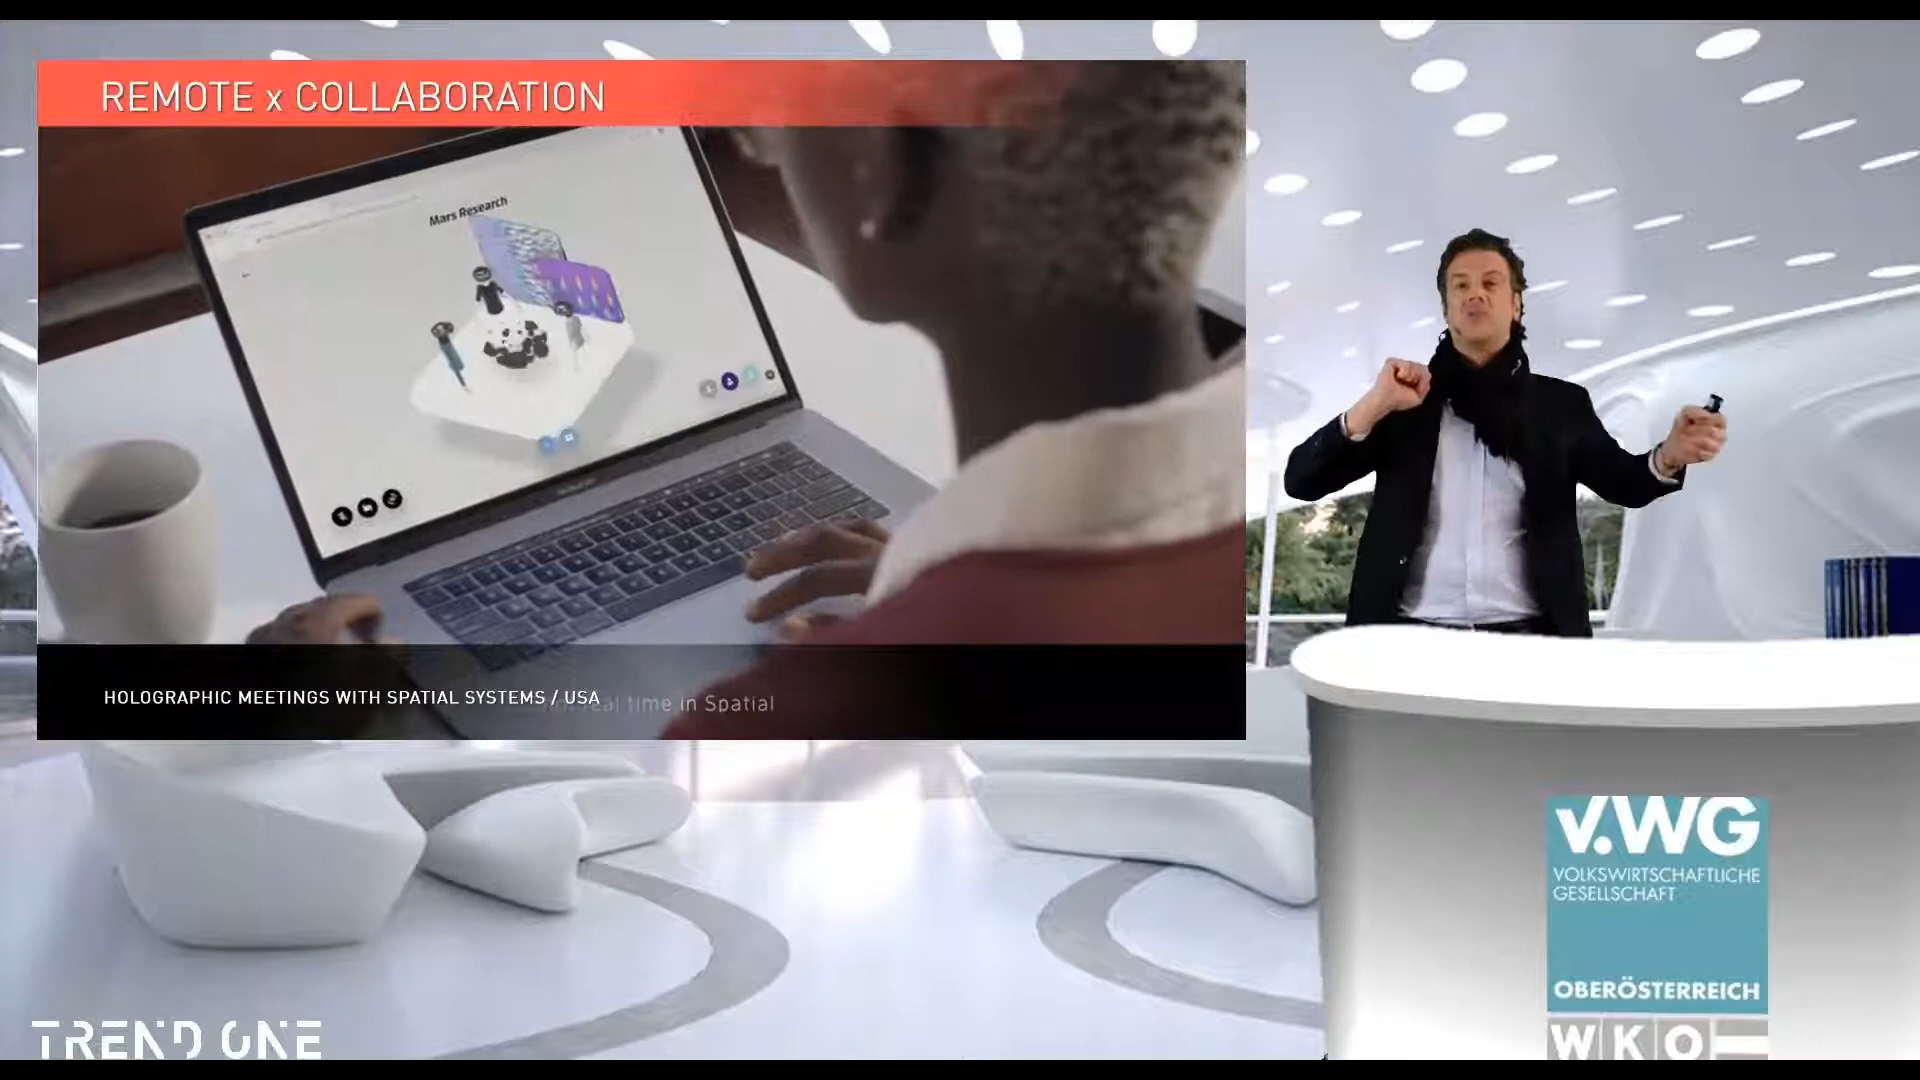 REMOTE x COLLABORATION
Mars Research
HOLOGRAPHIC MEETINGS WITH SPATIAL SYSTEMS / USA
time in Spatial
v.WG
VOLKSWIRTSCHAFTLICHE
GESELLSCHAFT
OBERÖSTERREICH
WKO
TREND ONE